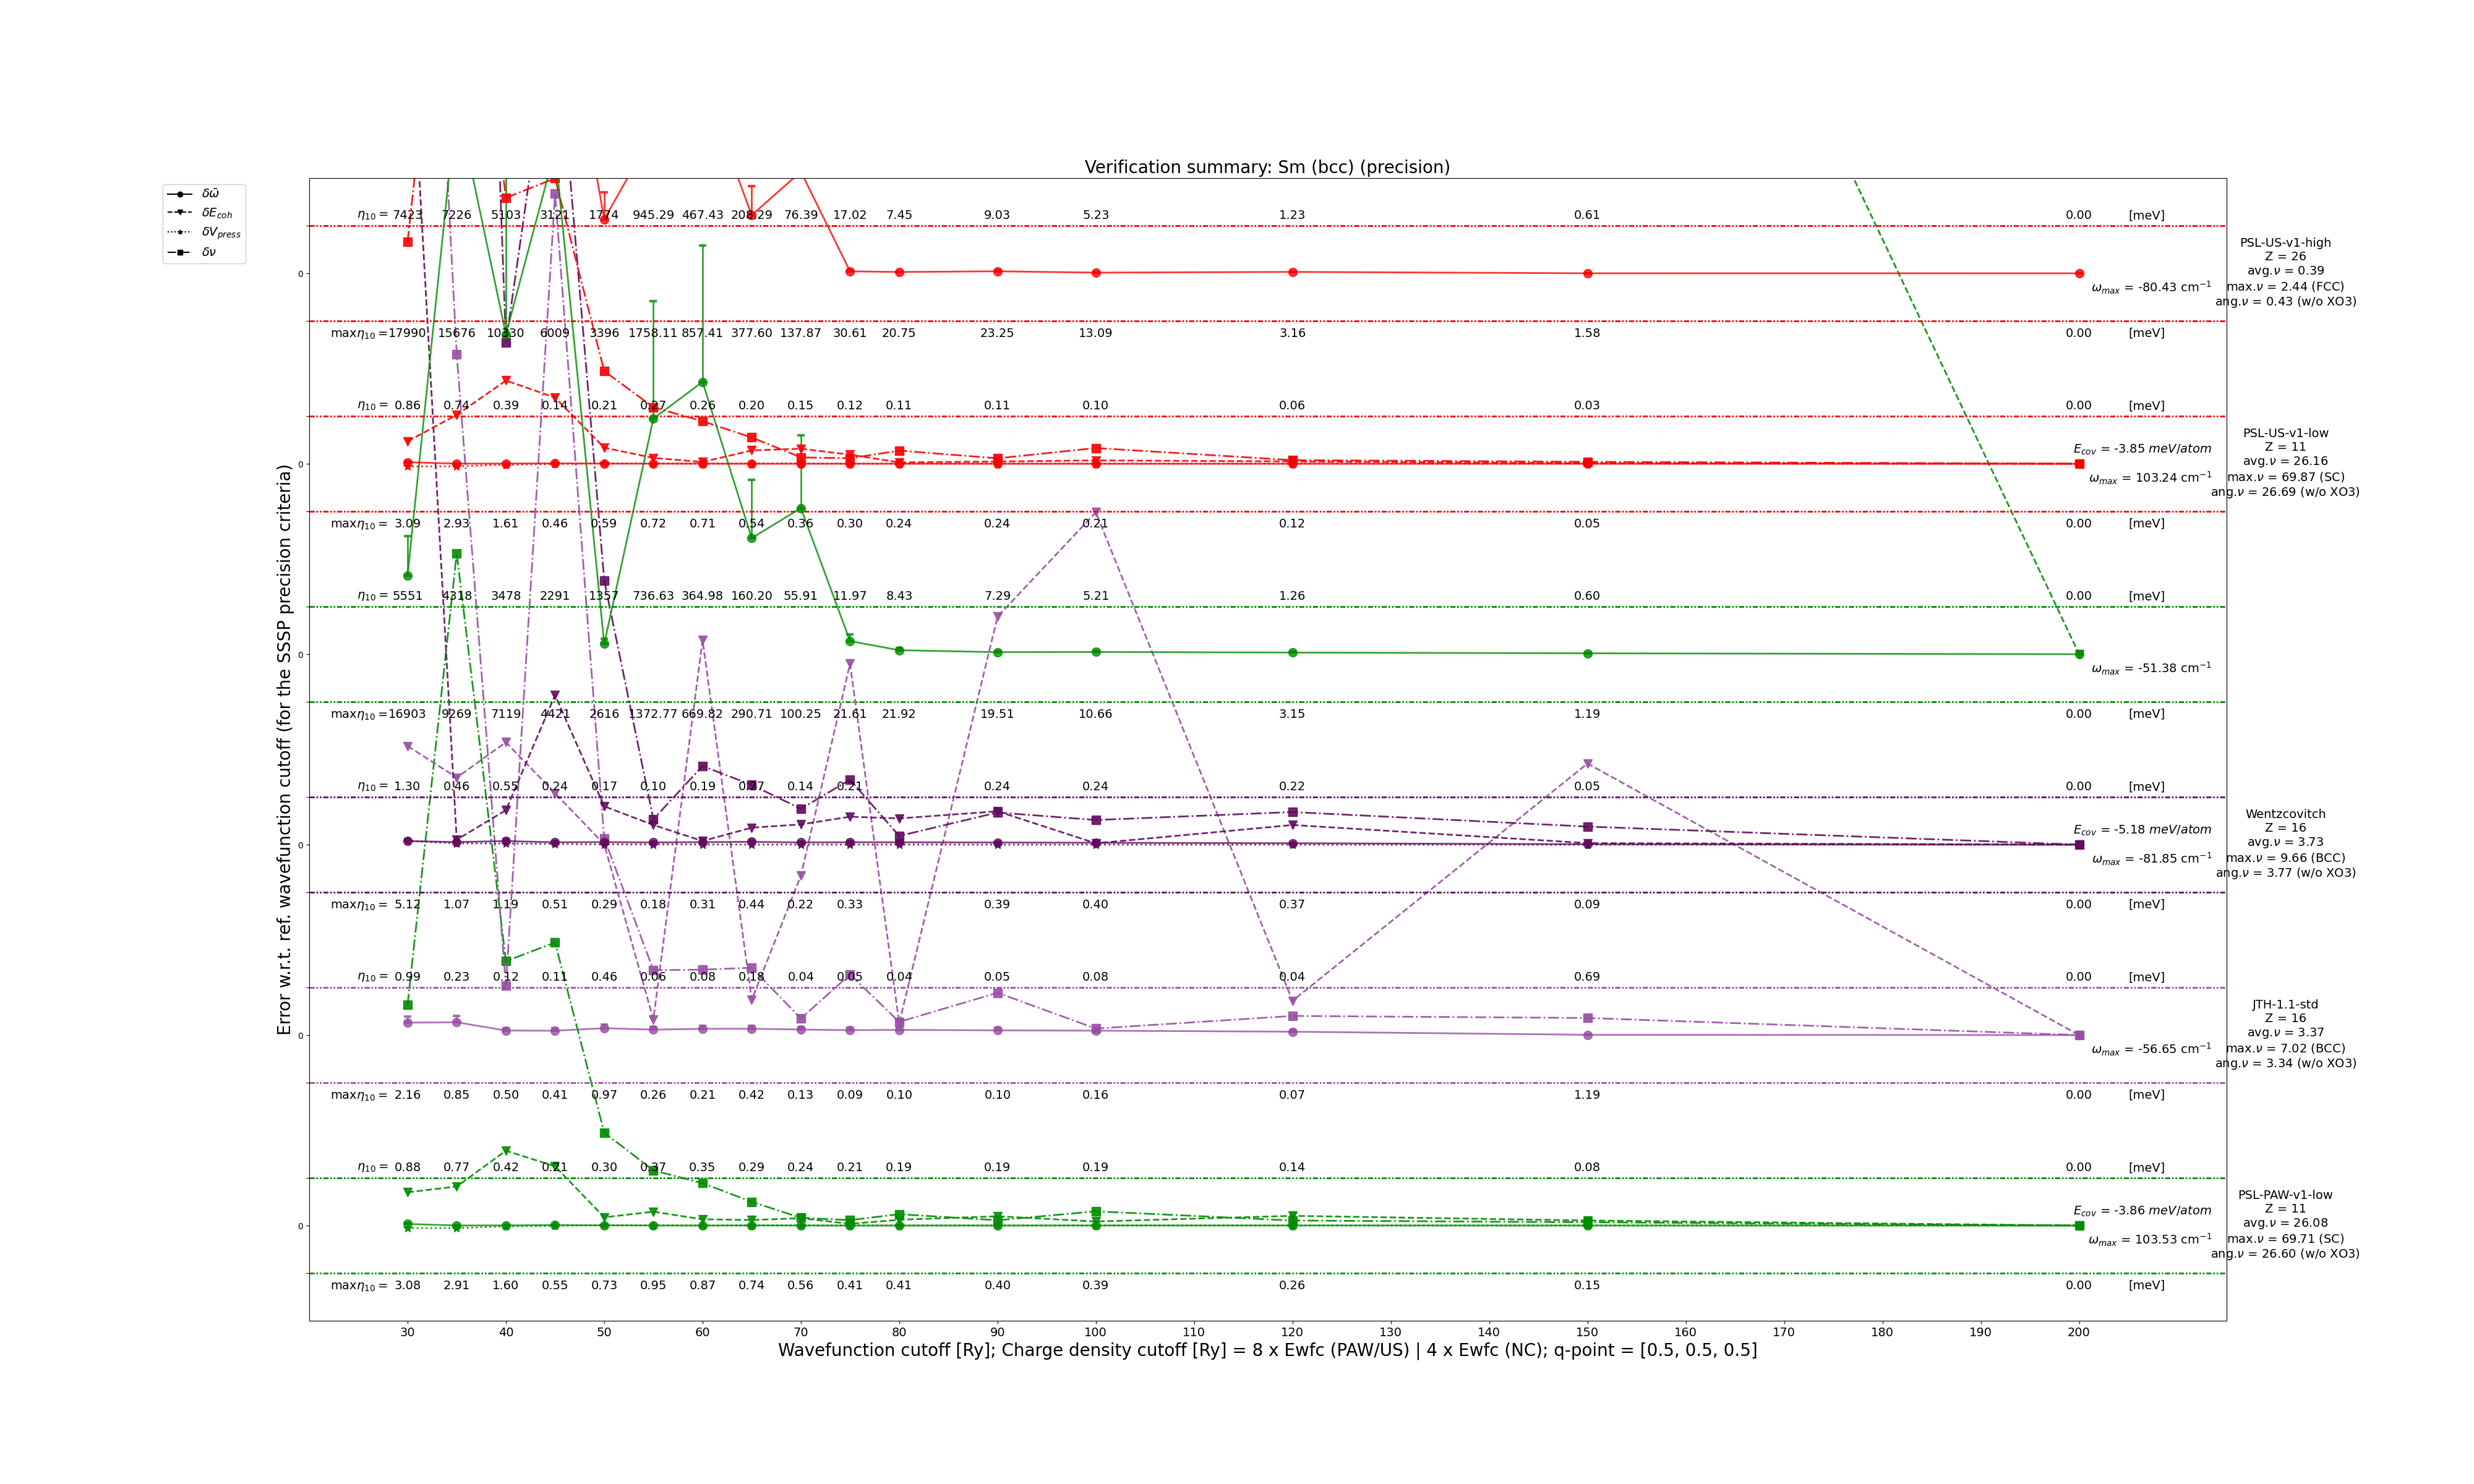 Verification summary: Sm (bcc) (precision)
δω̄
δE_coh
δV_press
δν
Error w.r.t. ref. wavefunction cutoff (for the SSSP precision criteria)
η₁₀ = 7423 7226 5103 3121 1774 945.29 467.43 208.29 76.39 17.02 7.45 9.03 5.23 1.23 0.61 0.00 [meV]
0
ω_max = -80.43 cm⁻¹
PSL-US-v1-high
Z = 26
avg.ν = 0.39
max.ν = 2.44 (FCC)
ang.ν = 0.43 (w/o XO3)
maxη₁₀ = 17990 15676 10330 6009 3396 1758.11 857.41 377.60 137.87 30.61 20.75 23.25 13.09 3.16 1.58 0.00 [meV]
η₁₀ = 0.86 0.74 0.39 0.14 0.21 0.27 0.26 0.20 0.15 0.12 0.11 0.11 0.10 0.06 0.03 0.00 [meV]
0
E_cov = -3.85 meV/atom
ω_max = 103.24 cm⁻¹
PSL-US-v1-low
Z = 11
avg.ν = 26.16
max.ν = 69.87 (SC)
ang.ν = 26.69 (w/o XO3)
maxη₁₀ = 3.09 2.93 1.61 0.46 0.59 0.72 0.71 0.54 0.36 0.30 0.24 0.24 0.21 0.12 0.05 0.00 [meV]
η₁₀ = 5551 4318 3478 2291 1357 736.63 364.98 160.20 55.91 11.97 8.43 7.29 5.21 1.26 0.60 0.00 [meV]
0
ω_max = -51.38 cm⁻¹
maxη₁₀ = 16903 9269 7119 4421 2616 1372.77 669.82 290.71 100.25 21.61 21.92 19.51 10.66 3.15 1.19 0.00 [meV]
η₁₀ = 1.30 0.46 0.55 0.24 0.17 0.10 0.19 0.27 0.14 0.21 0.24 0.24 0.22 0.05 0.00 [meV]
0
E_cov = -5.18 meV/atom
ω_max = -81.85 cm⁻¹
Wentzcovitch
Z = 16
avg.ν = 3.73
max.ν = 9.66 (BCC)
ang.ν = 3.77 (w/o XO3)
maxη₁₀ = 5.12 1.07 1.19 0.51 0.29 0.18 0.31 0.44 0.22 0.33 0.39 0.40 0.37 0.09 0.00 [meV]
η₁₀ = 0.99 0.23 0.12 0.11 0.46 0.06 0.08 0.18 0.04 0.05 0.04 0.05 0.08 0.04 0.69 0.00 [meV]
0
ω_max = -56.65 cm⁻¹
JTH-1.1-std
Z = 16
avg.ν = 3.37
max.ν = 7.02 (BCC)
ang.ν = 3.34 (w/o XO3)
maxη₁₀ = 2.16 0.85 0.50 0.41 0.97 0.26 0.21 0.42 0.13 0.09 0.10 0.10 0.16 0.07 1.19 0.00 [meV]
η₁₀ = 0.88 0.77 0.42 0.21 0.30 0.37 0.35 0.29 0.24 0.21 0.19 0.19 0.19 0.14 0.08 0.00 [meV]
0
E_cov = -3.86 meV/atom
ω_max = 103.53 cm⁻¹
PSL-PAW-v1-low
Z = 11
avg.ν = 26.08
max.ν = 69.71 (SC)
ang.ν = 26.60 (w/o XO3)
maxη₁₀ = 3.08 2.91 1.60 0.55 0.73 0.95 0.87 0.74 0.56 0.41 0.41 0.40 0.39 0.26 0.15 0.00 [meV]
30 40 50 60 70 80 90 100 110 120 130 140 150 160 170 180 190 200
Wavefunction cutoff [Ry]; Charge density cutoff [Ry] = 8 x Ewfc (PAW/US) | 4 x Ewfc (NC); q-point = [0.5, 0.5, 0.5]